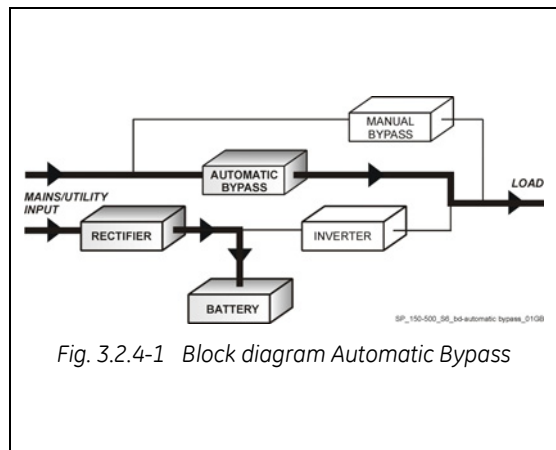 MANUAL
BYPASS
AUTOMATIC
BYPASS
LOAD
MAINS/UTILITY
INPUT
RECTIFIER
INVERTER
BATTERY
SP_150-500_S6_bd-automatic bypass_01GB
Fig. 3.2.4-1 Block diagram Automatic Bypass